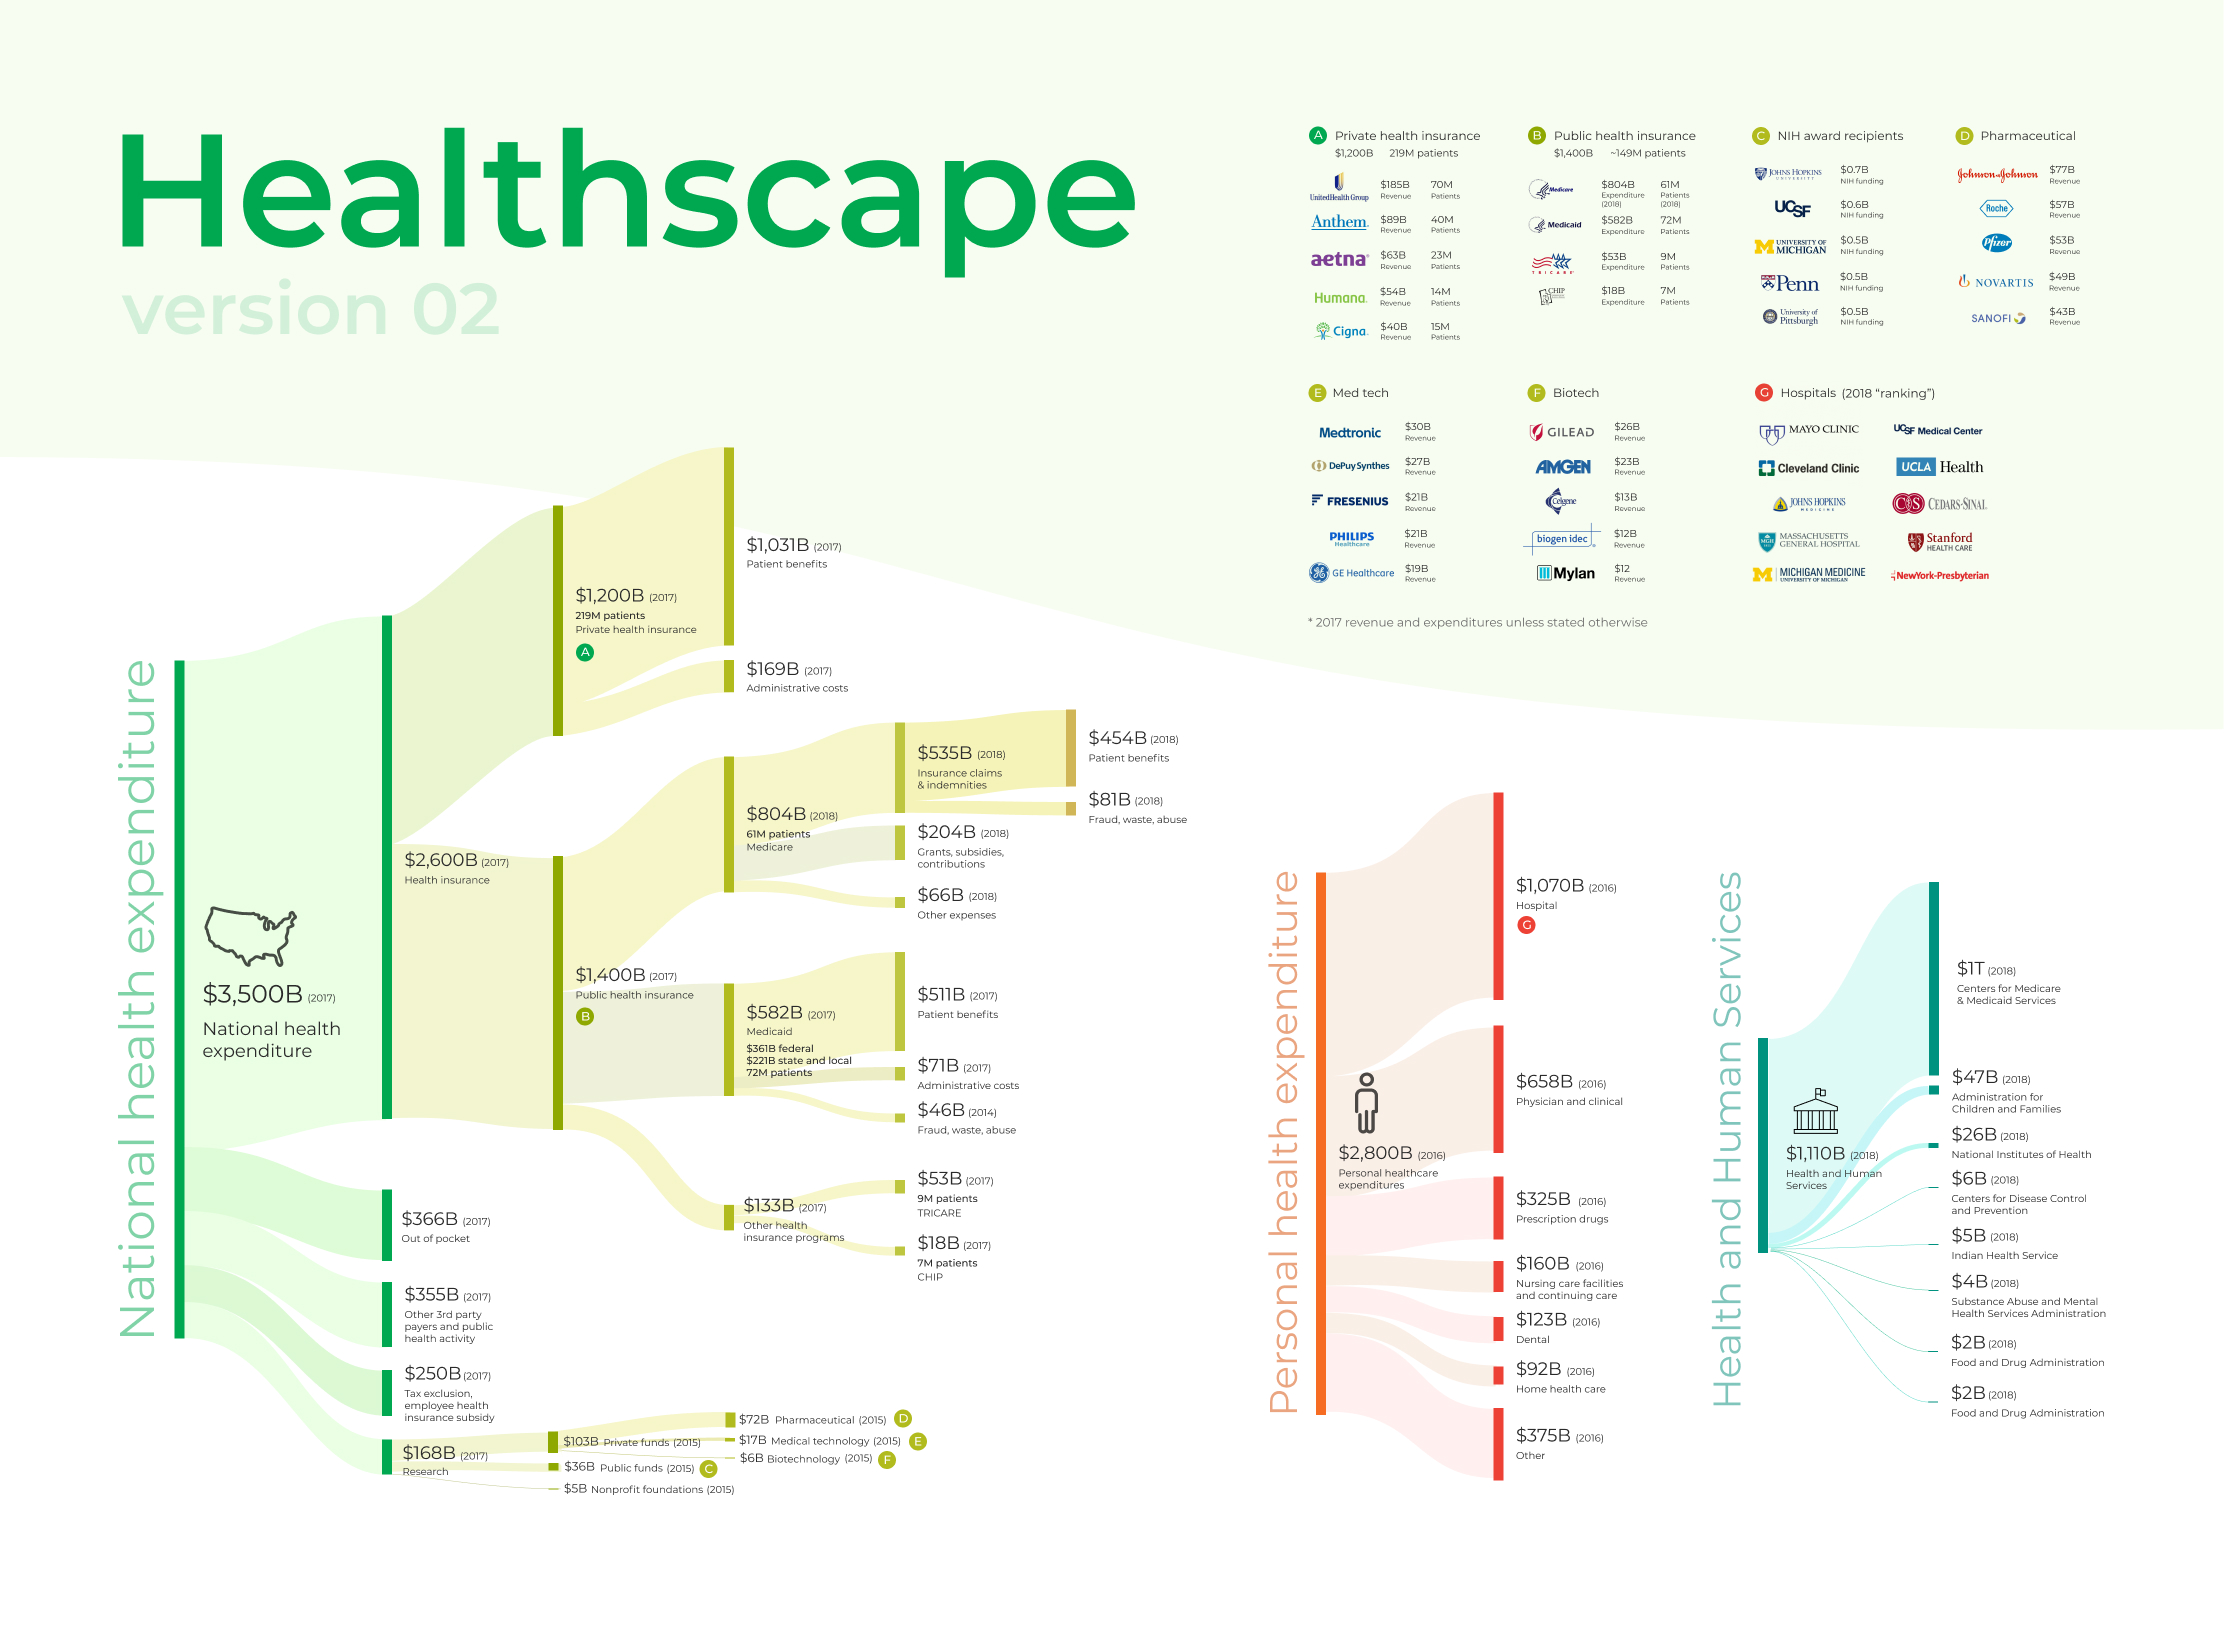 Healthscape
version 02
A Private health insurance
$1,200B 219M patients
UnitedHealth Group $185B Revenue 70M Patients
Anthem. $89B Revenue 40M Patients
aetna $63B Revenue 23M Patients
Humana. $54B Revenue 14M Patients
Cigna. $40B Revenue 15M Patients
B Public health insurance
$1,400B ~149M patients
Medicare $804B Expenditure (2018) 61M Patients (2018)
Medicaid $582B Expenditure 72M Patients
TRICARE $53B Expenditure 9M Patients
CHIP $18B Expenditure 7M Patients
C NIH award recipients
JOHNS HOPKINS UNIVERSITY $0.7B NIH funding
UCSF $0.6B NIH funding
M UNIVERSITY OF MICHIGAN $0.5B NIH funding
Penn $0.5B NIH funding
University of Pittsburgh $0.5B NIH funding
D Pharmaceutical
Johnson&Johnson $77B Revenue
Roche $57B Revenue
Pfizer $53B Revenue
NOVARTIS $49B Revenue
SANOFI $43B Revenue
E Med tech
Medtronic $30B Revenue
DePuy Synthes $27B Revenue
FRESENIUS $21B Revenue
PHILIPS Healthcare $21B Revenue
GE Healthcare $19B Revenue
F Biotech
GILEAD $26B Revenue
AMGEN $23B Revenue
Celgene $13B Revenue
biogen idec $12B Revenue
Mylan $12 Revenue
G Hospitals (2018 “ranking”)
MAYO CLINIC
UCSF Medical Center
Cleveland Clinic
UCLA Health
JOHNS HOPKINS MEDICINE
CS CEDARS-SINAI.
MGH MASSACHUSETTS GENERAL HOSPITAL
Stanford HEALTH CARE
M MICHIGAN MEDICINE UNIVERSITY OF MICHIGAN
NewYork-Presbyterian
* 2017 revenue and expenditures unless stated otherwise
National health expenditure
$3,500B (2017)
National health
expenditure
$2,600B (2017)
Health insurance
$366B (2017)
Out of pocket
$355B (2017)
Other 3rd party
payers and public
health activity
$250B (2017)
Tax exclusion,
employee health
insurance subsidy
$168B (2017)
Research
$1,200B (2017)
219M patients
Private health insurance
A
$1,400B (2017)
Public health insurance
B
$1,031B (2017)
Patient benefits
$169B (2017)
Administrative costs
$804B (2018)
61M patients
Medicare
$535B (2018)
Insurance claims
& indemnities
$454B (2018)
Patient benefits
$81B (2018)
Fraud, waste, abuse
$204B (2018)
Grants, subsidies,
contributions
$66B (2018)
Other expenses
$582B (2017)
Medicaid
$361B federal
$221B state and local
72M patients
$511B (2017)
Patient benefits
$71B (2017)
Administrative costs
$46B (2014)
Fraud, waste, abuse
$133B (2017)
Other health
insurance programs
$53B (2017)
9M patients
TRICARE
$18B (2017)
7M patients
CHIP
$103B Private funds (2015)
$36B Public funds (2015) C
$5B Nonprofit foundations (2015)
$72B Pharmaceutical (2015) D
$17B Medical technology (2015) E
$6B Biotechnology (2015) F
Personal health expenditure
$2,800B (2016)
Personal healthcare
expenditures
$1,070B (2016)
Hospital
G
$658B (2016)
Physician and clinical
$325B (2016)
Prescription drugs
$160B (2016)
Nursing care facilities
and continuing care
$123B (2016)
Dental
$92B (2016)
Home health care
$375B (2016)
Other
Health and Human Services
$1,110B (2018)
Health and Human
Services
$1T (2018)
Centers for Medicare
& Medicaid Services
$47B (2018)
Administration for
Children and Families
$26B (2018)
National Institutes of Health
$6B (2018)
Centers for Disease Control
and Prevention
$5B (2018)
Indian Health Service
$4B (2018)
Substance Abuse and Mental
Health Services Administration
$2B (2018)
Food and Drug Administration
$2B (2018)
Food and Drug Administration